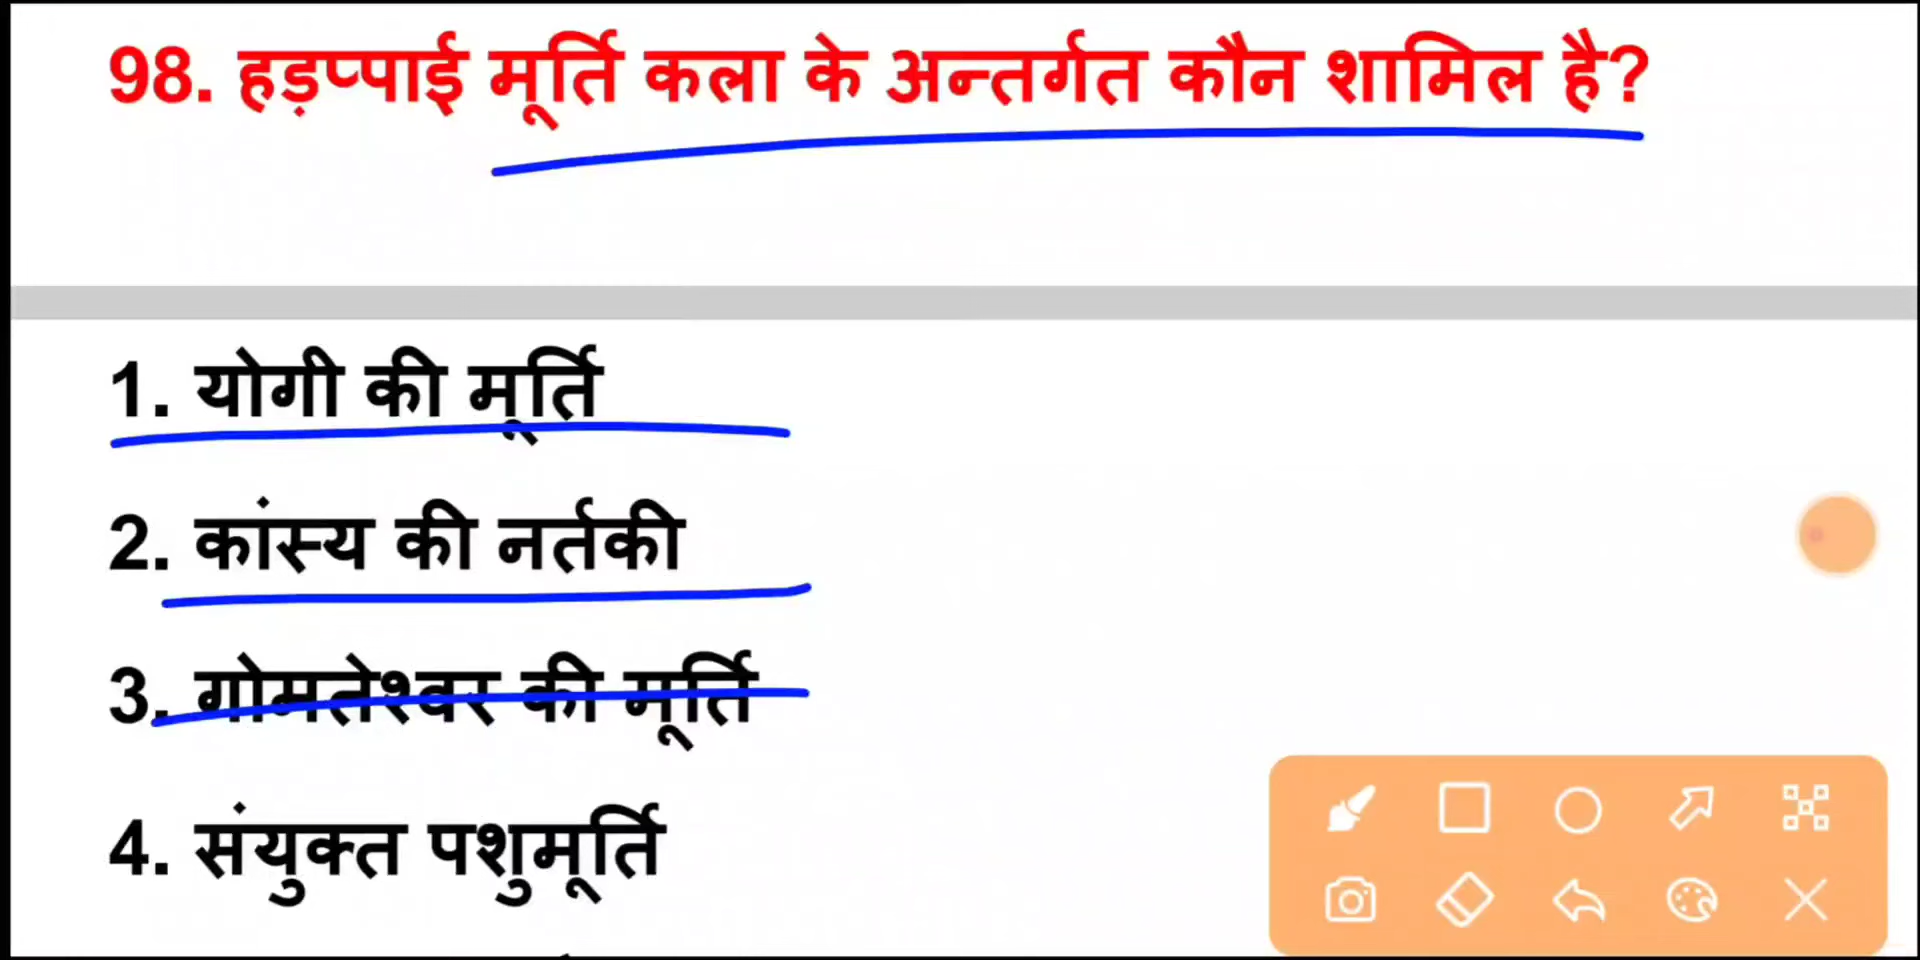 98. हड़प्पाई मूर्ति कला के अन्तर्गत कौन शामिल है?
1. योगी की मूर्ति
2. कांस्य की नर्तकी
3. गोमतेश्वर की मूर्ति
4. संयुक्त पशुमूर्ति